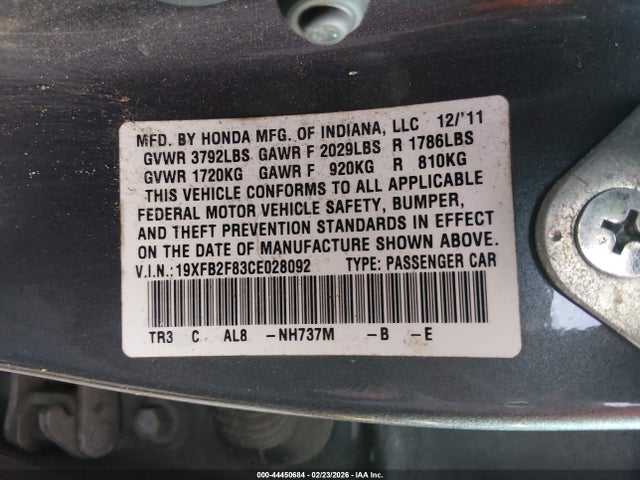 MFD. BY HONDA MFG. OF INDIANA, LLC 12/'11
GVWR 3792LBS GAWR F 2029LBS R 1786LBS
GVWR 1720KG GAWR F 920KG R 810KG
THIS VEHICLE CONFORMS TO ALL APPLICABLE
FEDERAL MOTOR VEHICLE SAFETY, BUMPER,
AND THEFT PREVENTION STANDARDS IN EFFECT
ON THE DATE OF MANUFACTURE SHOWN ABOVE.
V.I.N.:19XFB2F83CE028092 TYPE: PASSENGER CAR
TR3 C AL8 -NH737M -B -E
000-44450684 - 02/23/2026 - IAA Inc.